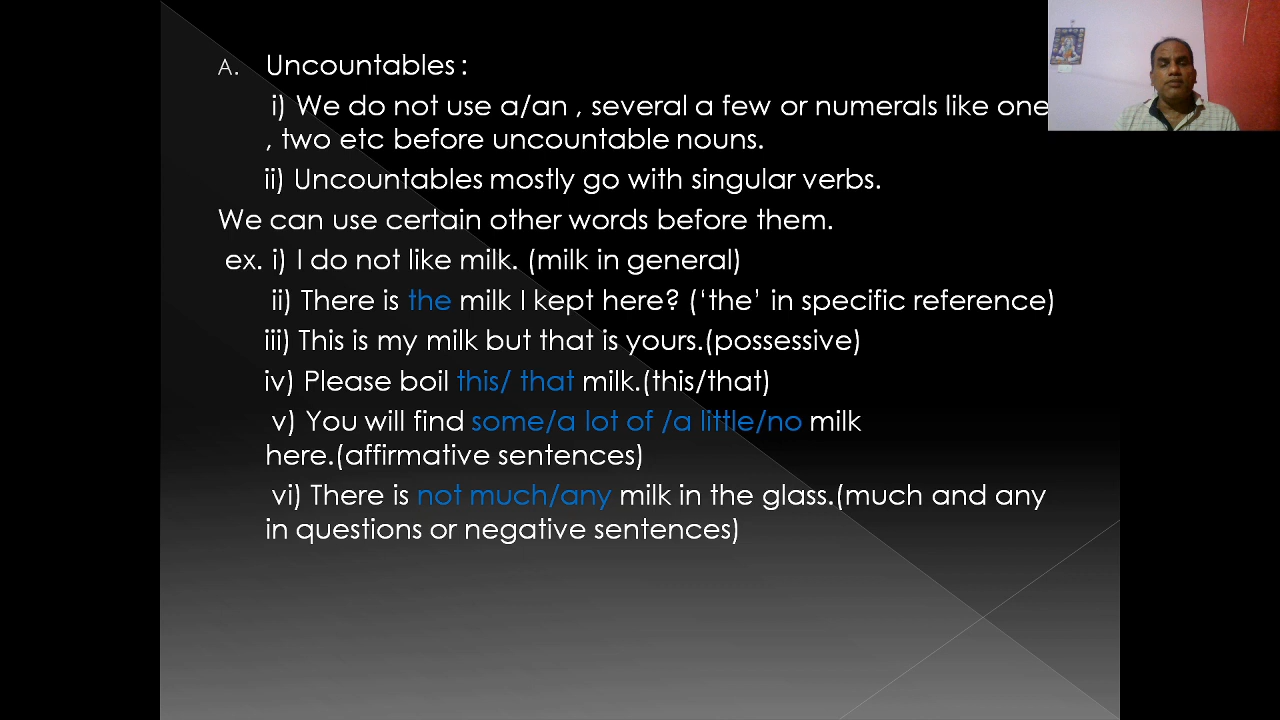 A. Uncountables :
i) We do not use a/an , several a few or numerals like one
, two etc before uncountable nouns.
ii) Uncountables mostly go with singular verbs.
We can use certain other words before them.
ex. i) I do not like milk. (milk in general)
ii) There is the milk I kept here? (‘the’ in specific reference)
iii) This is my milk but that is yours.(possessive)
iv) Please boil this/ that milk.(this/that)
v) You will find some/a lot of /a little/no milk
here.(affirmative sentences)
vi) There is not much/any milk in the glass.(much and any
in questions or negative sentences)